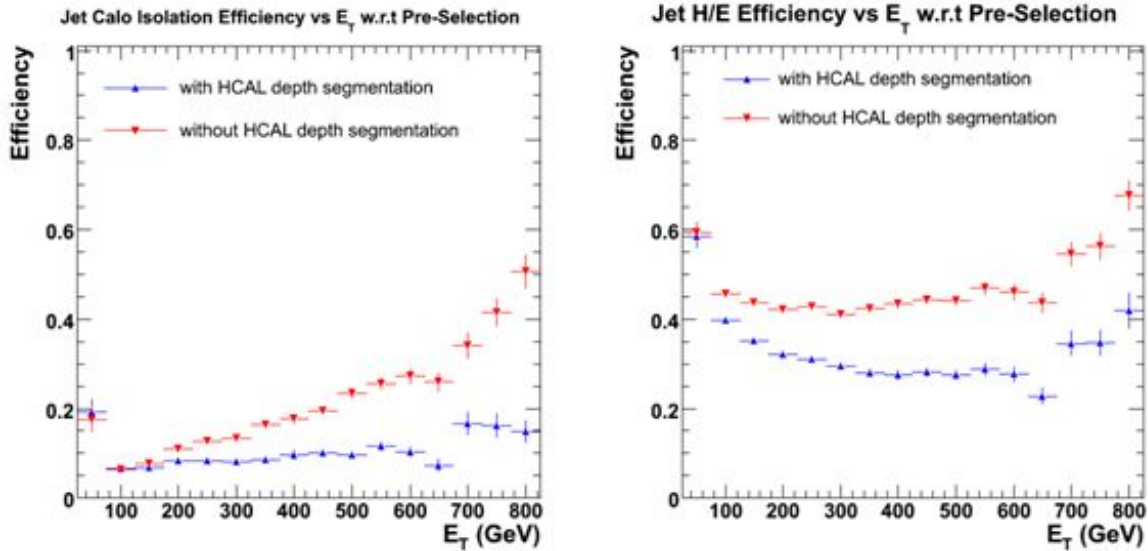 Jet Calo Isolation Efficiency vs E_T w.r.t Pre-Selection
Efficiency
1
0.8
0.6
0.4
0.2
0
with HCAL depth segmentation
without HCAL depth segmentation
100 200 300 400 500 600 700 800
E_T (GeV)
Jet H/E Efficiency vs E_T w.r.t Pre-Selection
Efficiency
1
0.8
0.6
0.4
0.2
0
with HCAL depth segmentation
without HCAL depth segmentation
100 200 300 400 500 600 700 800
E_T (GeV)